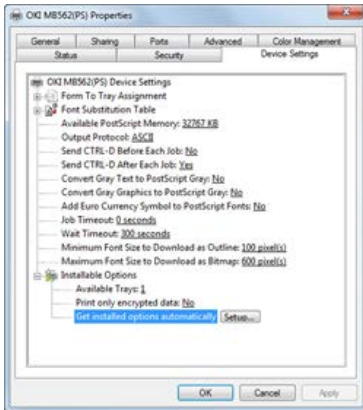 OKI MB562(PS) Properties
General Sharing Ports Advanced Color Management
Status Security Device Settings
OKI MB562(PS) Device Settings
Form To Tray Assignment
Font Substitution Table
Available PostScript Memory: 32767 KB
Output Protocol: ASCII
Send CTRL-D Before Each Job: No
Send CTRL-D After Each Job: Yes
Convert Gray Text to PostScript Gray: No
Convert Gray Graphics to PostScript Gray: No
Add Euro Currency Symbol to PostScript Fonts: No
Job Timeout: 0 seconds
Wait Timeout: 300 seconds
Minimum Font Size to Download as Outline: 100 pixel(s)
Maximum Font Size to Download as Bitmap: 600 pixel(s)
Installable Options
Available Trays: 1
Print only encrypted data: No
Get installed options automatically Setup...
OK Cancel Apply